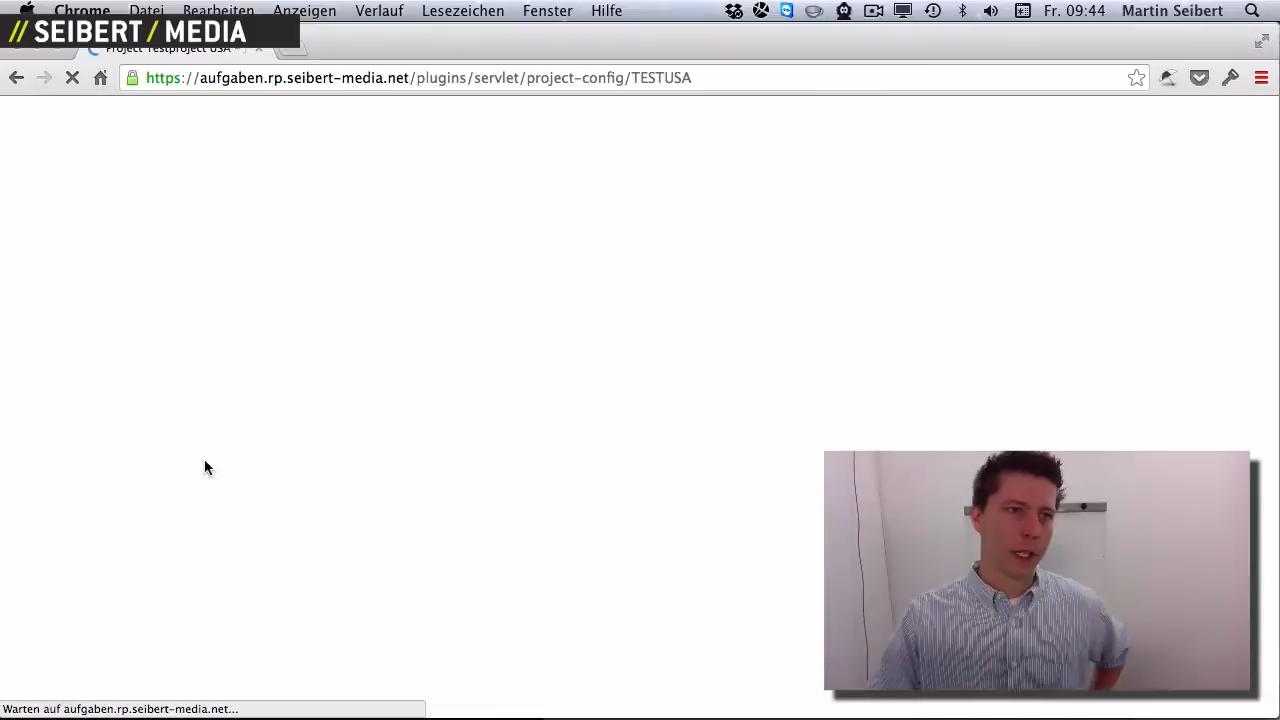 Chrome Datei Bearbeiten Anzeigen Verlauf Lesezeichen Fenster Hilfe Fr. 09:44 Martin Seibert
// SEIBERT / MEDIA
Project Testproject USA
https://aufgaben.rp.seibert-media.net/plugins/servlet/project-config/TESTUSA
Warten auf aufgaben.rp.seibert-media.net...